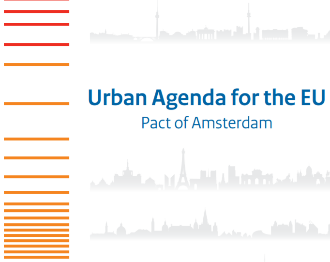 Urban Agenda for the EU
Pact of Amsterdam